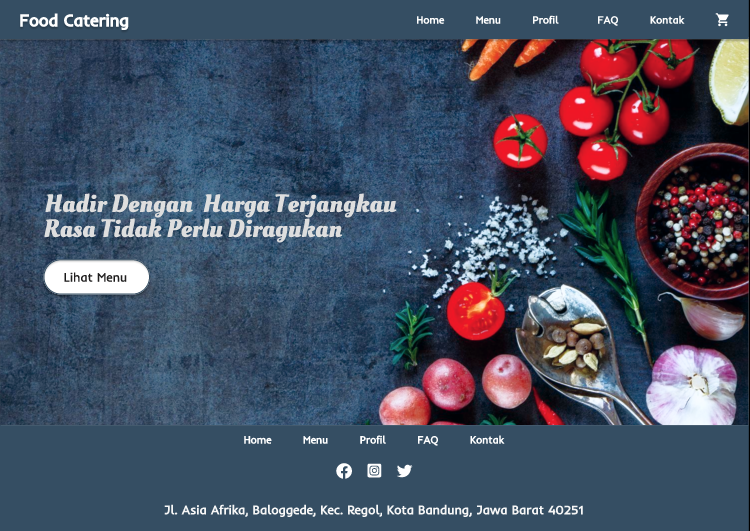 Food Catering
Home Menu Profil FAQ Kontak
Hadir Dengan Harga Terjangkau
Rasa Tidak Perlu Diragukan
Lihat Menu
Home Menu Profil FAQ Kontak
Jl. Asia Afrika, Baloggede, Kec. Regol, Kota Bandung, Jawa Barat 40251